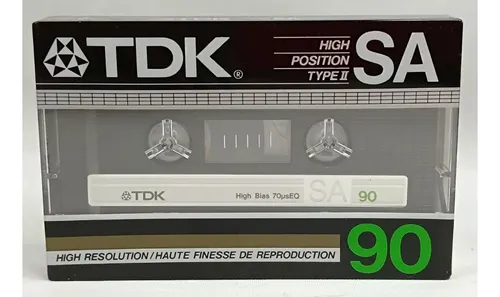 TDK®
HIGH
POSITION
TYPE II
SA
TDK High Bias 70μsEQ SA 90
HIGH RESOLUTION/HAUTE FINESSE DE REPRODUCTION
90